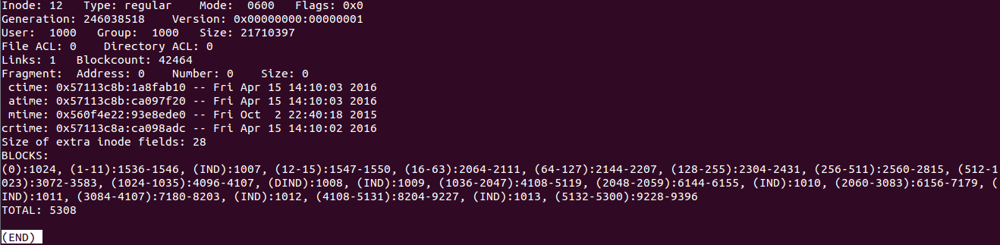 Inode: 12   Type: regular    Mode:  0600   Flags: 0x0
Generation: 246038518    Version: 0x00000000:00000001
User:  1000   Group:  1000   Size: 21710397
File ACL: 0    Directory ACL: 0
Links: 1   Blockcount: 42464
Fragment:  Address: 0    Number: 0    Size: 0
 ctime: 0x57113c8b:1a8fab10 -- Fri Apr 15 14:10:03 2016
 atime: 0x57113c8b:ca097f20 -- Fri Apr 15 14:10:03 2016
 mtime: 0x560f4e22:93e8ede0 -- Fri Oct  2 22:40:18 2015
crtime: 0x57113c8a:ca098adc -- Fri Apr 15 14:10:02 2016
Size of extra inode fields: 28
BLOCKS:
(0):1024, (1-11):1536-1546, (IND):1007, (12-15):1547-1550, (16-63):2064-2111, (64-127):2144-2207, (128-255):2304-2431, (256-511):2560-2815, (512-1
023):3072-3583, (1024-1035):4096-4107, (DIND):1008, (IND):1009, (1036-2047):4108-5119, (2048-2059):6144-6155, (IND):1010, (2060-3083):6156-7179, (
IND):1011, (3084-4107):7180-8203, (IND):1012, (4108-5131):8204-9227, (IND):1013, (5132-5300):9228-9396
TOTAL: 5308
(END)